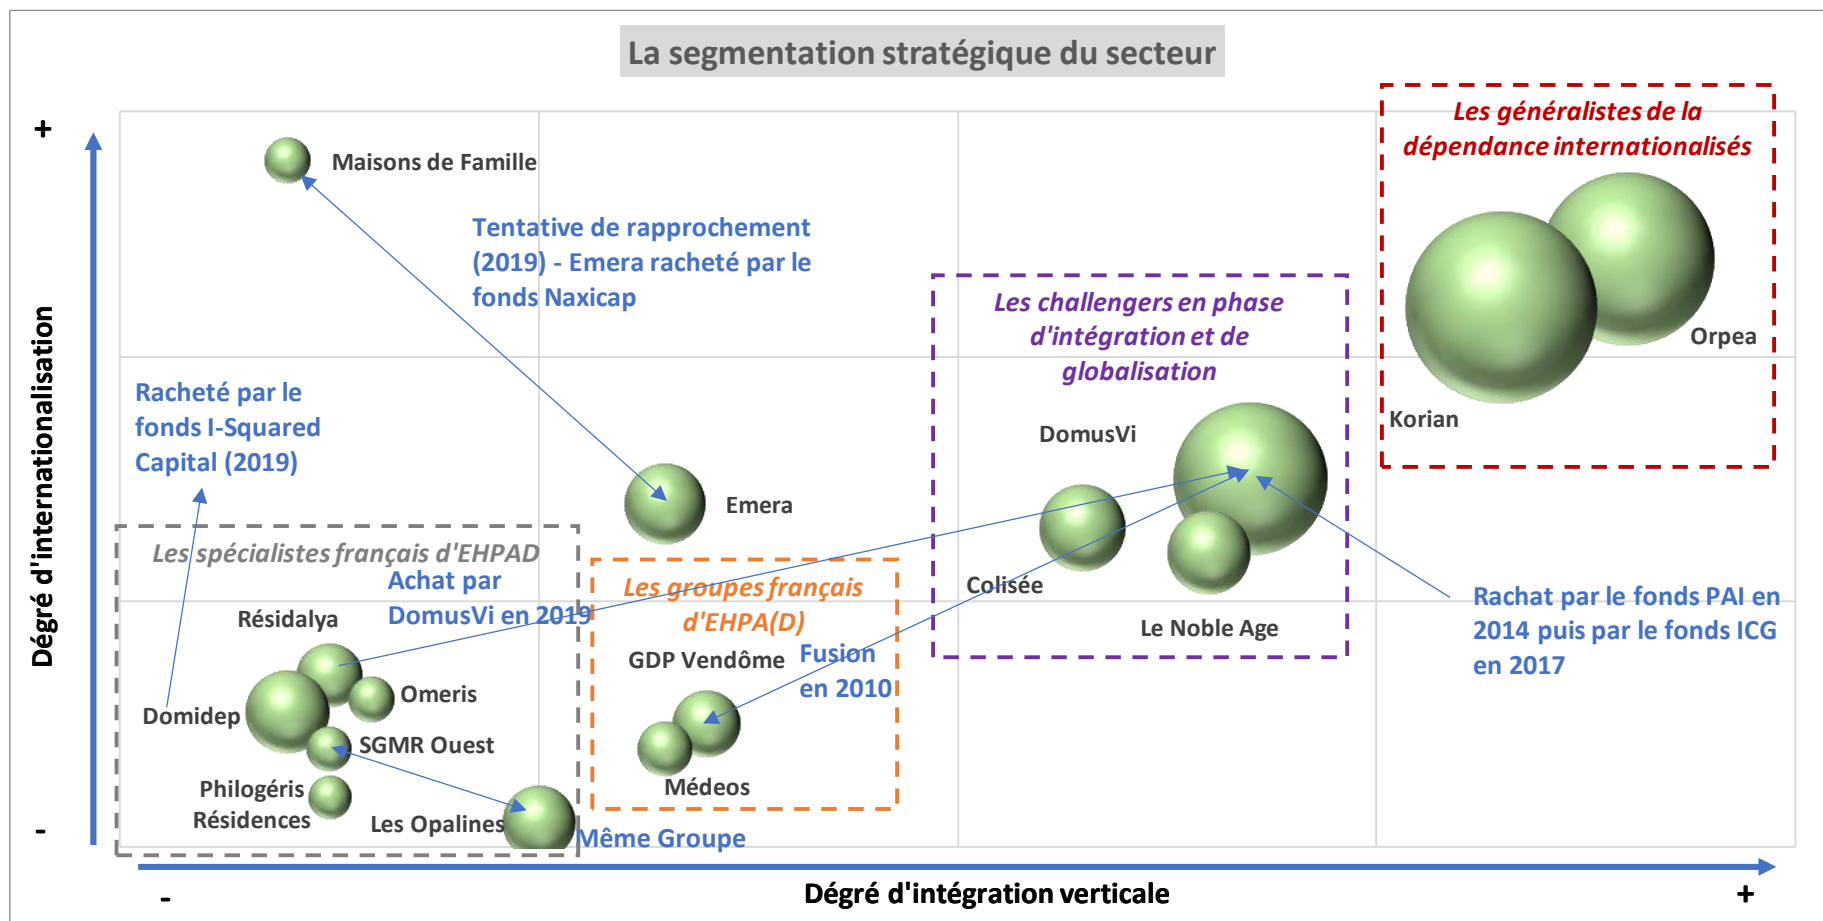 La segmentation stratégique du secteur
+
Dégré d'internationalisation
-
Les généralistes de la
dépendance internationalisés
Orpea
Korian
Maisons de Famille
Tentative de rapprochement
(2019) - Emera racheté par le
fonds Naxicap
Les challengers en phase
d'intégration et de
globalisation
DomusVi
Colisée
Le Noble Age
Racheté par le
fonds I-Squared
Capital (2019)
Emera
Les spécialistes français d'EHPAD
Achat par
DomusVi en 2019
Résidalya
Omeris
Domidep
SGMR Ouest
Philogéris
Résidences
Les Opalines
Même Groupe
Les groupes français
d'EHPA(D)
GDP Vendôme
Fusion
en 2010
Médeos
Rachat par le fonds PAI en
2014 puis par le fonds ICG
en 2017
-
Dégré d'intégration verticale
+